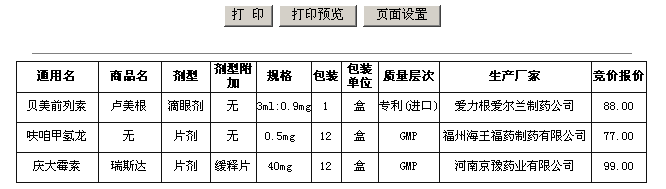 打 印 打印预览 页面设置
通用名 商品名 剂型 剂型附加 规格 包装 包装单位 质量层次 生产厂家 竞价报价
贝美前列素 卢美根 滴眼剂 无 3ml:0.9mg 1 盒 专利(进口) 爱力根爱尔兰制药公司 88.00
呋咱甲氢龙 无 片剂 无 0.5mg 12 盒 GMP 福州海王福药制药有限公司 77.00
庆大霉素 瑞斯达 片剂 缓释片 40mg 12 盒 GMP 河南京豫药业有限公司 99.00